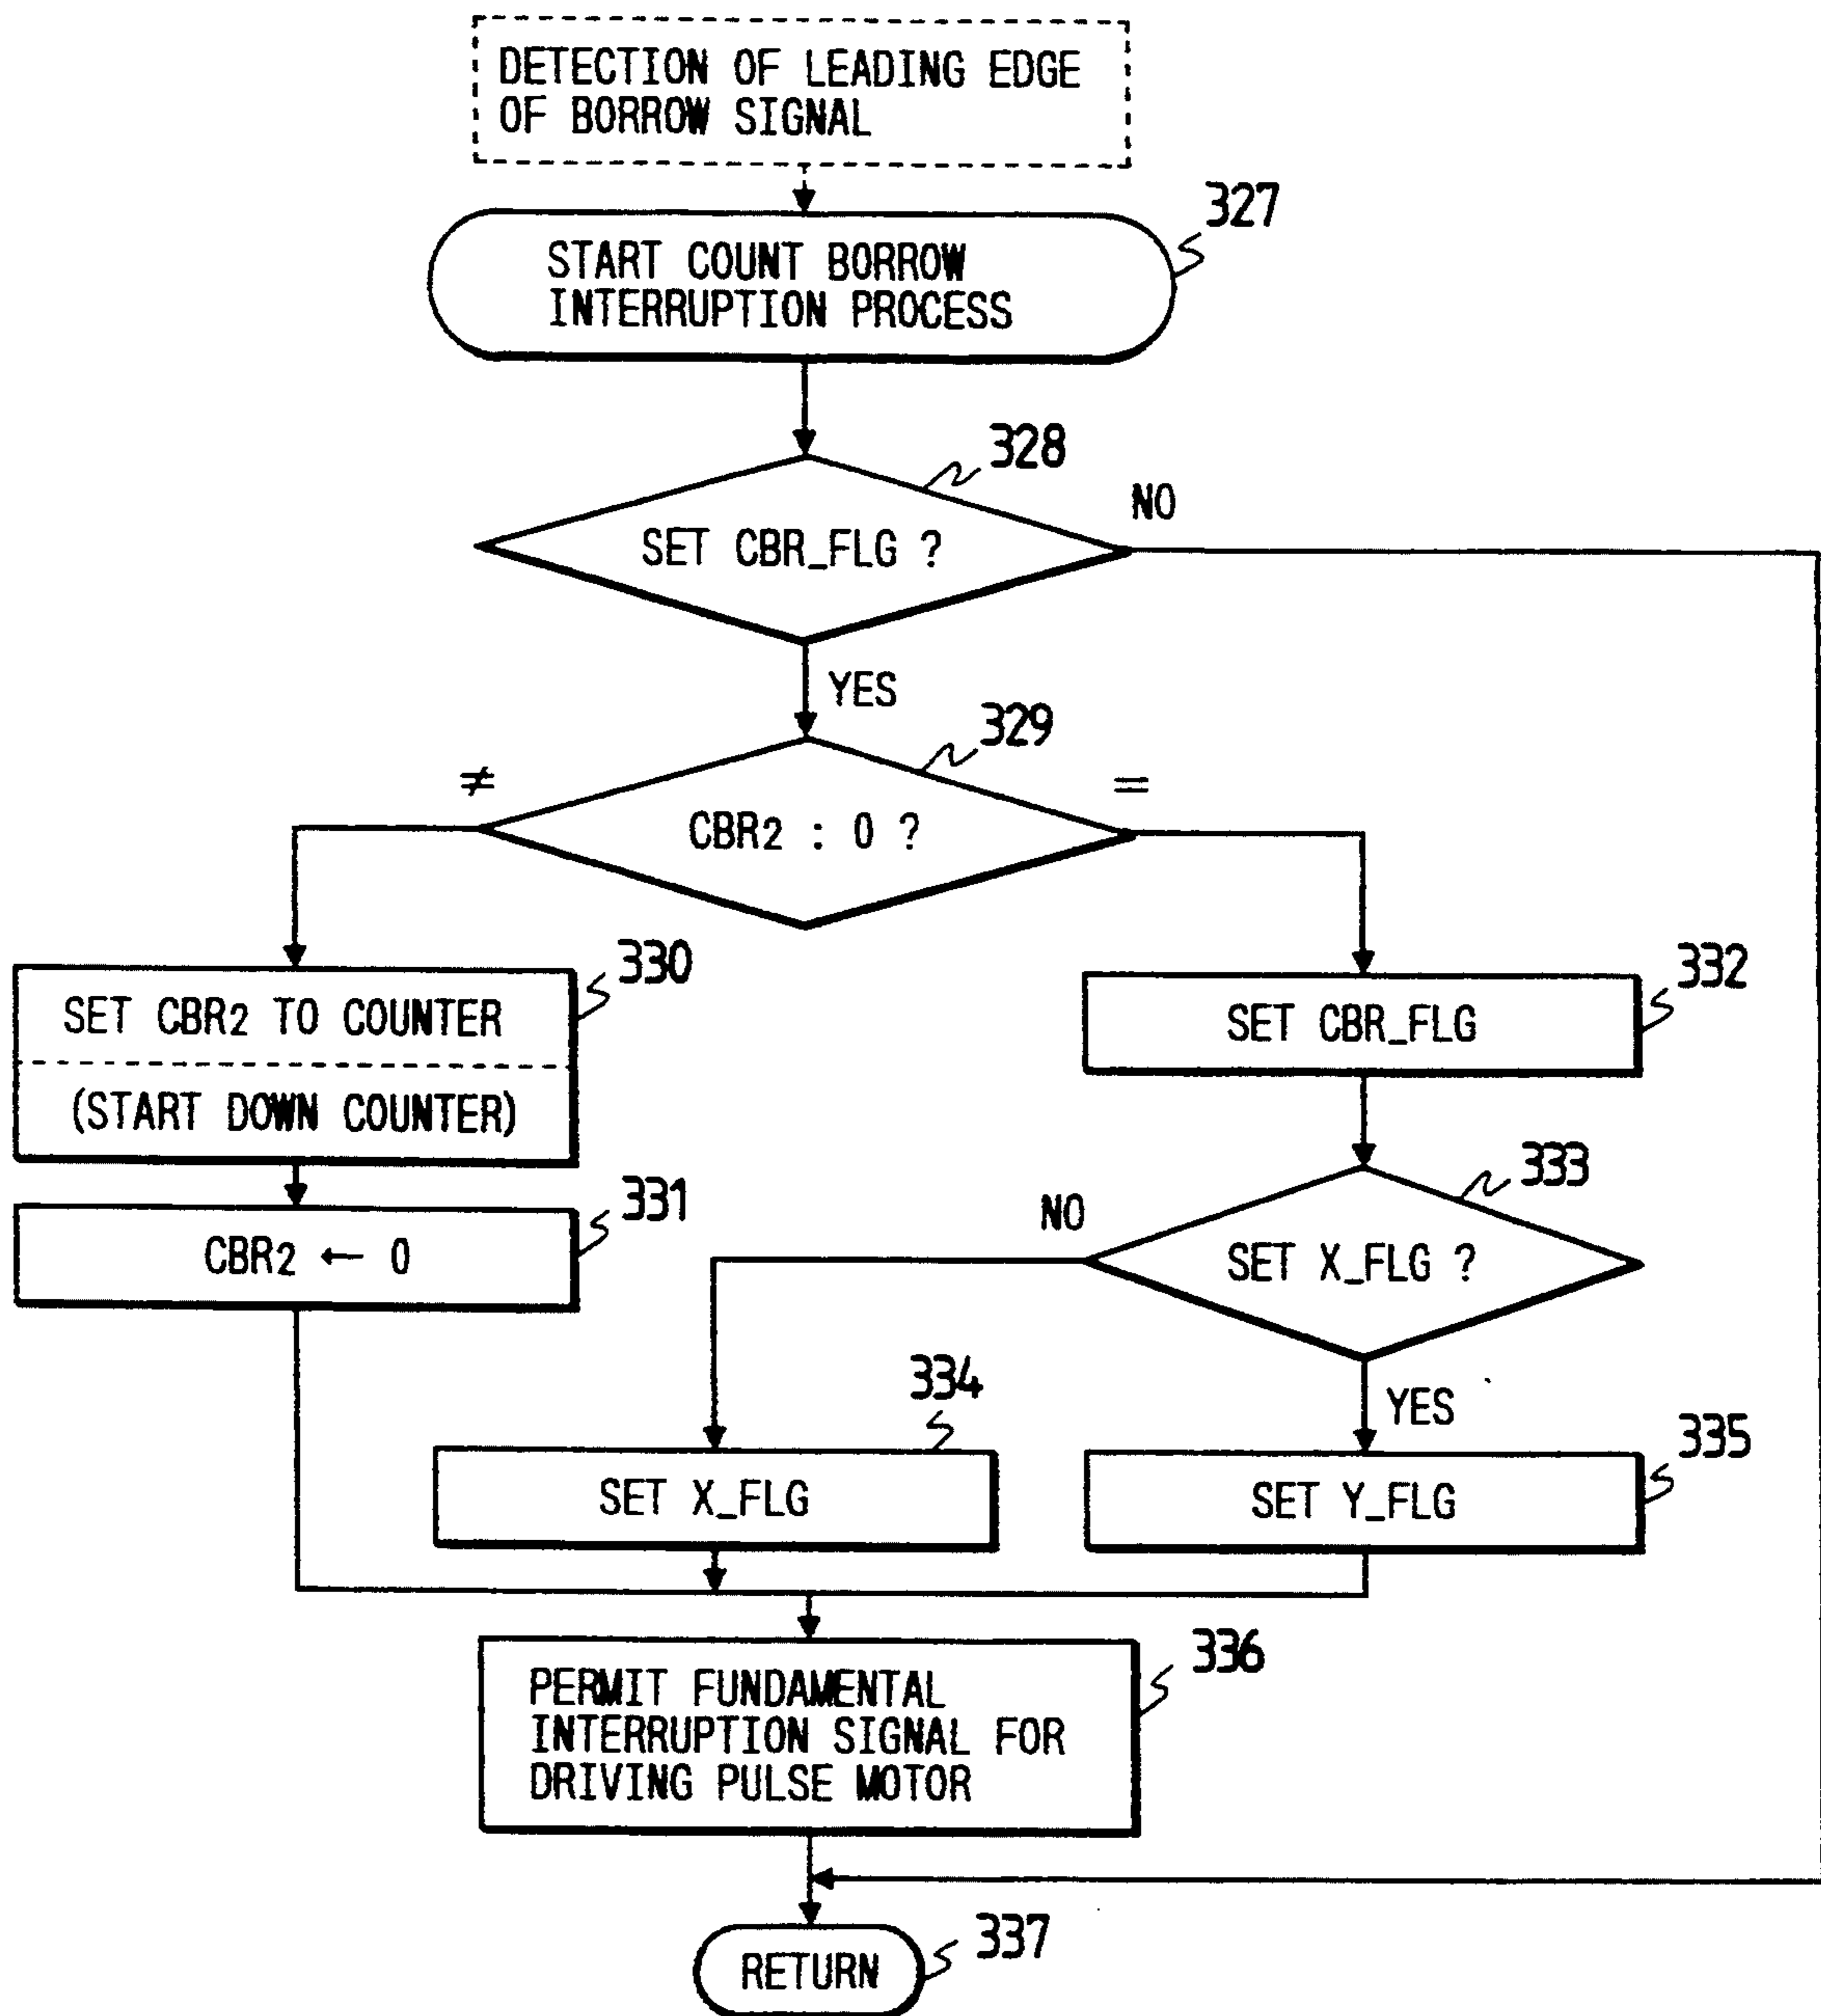 DETECTION OF LEADING EDGE
OF BORROW SIGNAL
327
START COUNT BORROW
INTERRUPTION PROCESS
328
NO
SET CBR_FLG ?
YES
329
≠
=
CBR2 : 0 ?
330
SET CBR2 TO COUNTER
(START DOWN COUNTER)
332
SET CBR_FLG
331
CBR2 ← 0
333
NO
SET X_FLG ?
334
YES
SET X_FLG
335
SET Y_FLG
336
PERMIT FUNDAMENTAL
INTERRUPTION SIGNAL FOR
DRIVING PULSE MOTOR
337
RETURN